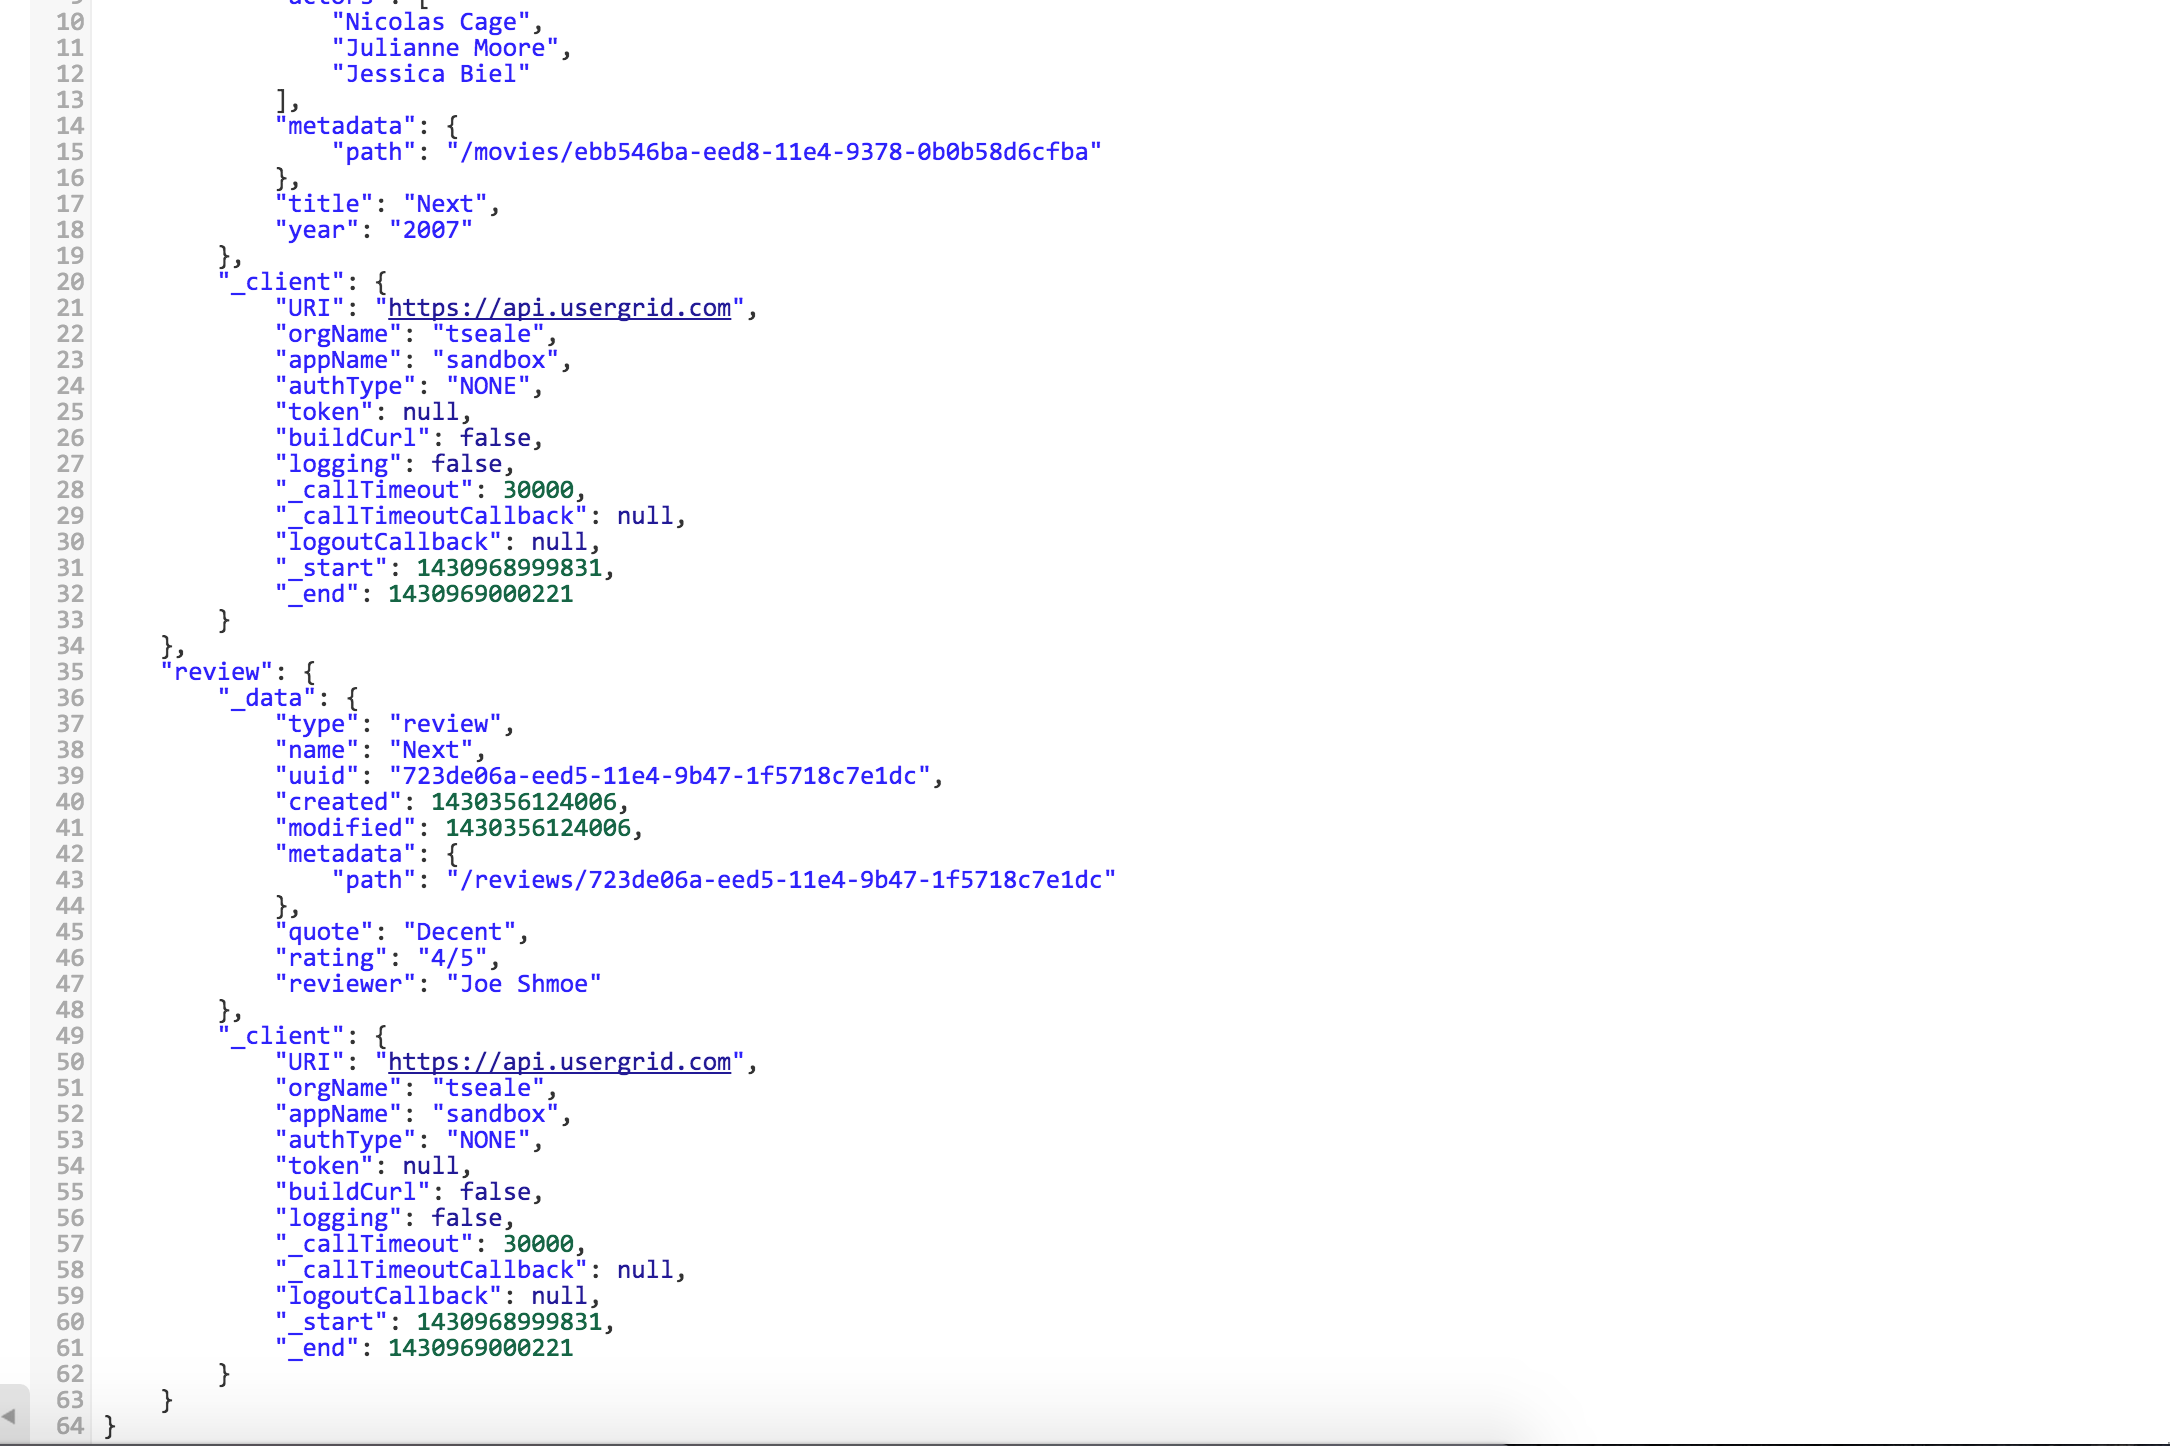 9 "actors": [
10 "Nicolas Cage",
11 "Julianne Moore",
12 "Jessica Biel"
13 ],
14 "metadata": {
15 "path": "/movies/ebb546ba-eed8-11e4-9378-0b0b58d6cfba"
16 },
17 "title": "Next",
18 "year": "2007"
19 },
20 "_client": {
21 "URI": "https://api.usergrid.com",
22 "orgName": "tseale",
23 "appName": "sandbox",
24 "authType": "NONE",
25 "token": null,
26 "buildCurl": false,
27 "logging": false,
28 "_callTimeout": 30000,
29 "_callTimeoutCallback": null,
30 "logoutCallback": null,
31 "_start": 1430968999831,
32 "_end": 1430969000221
33 }
34 },
35 "review": {
36 "_data": {
37 "type": "review",
38 "name": "Next",
39 "uuid": "723de06a-eed5-11e4-9b47-1f5718c7e1dc",
40 "created": 1430356124006,
41 "modified": 1430356124006,
42 "metadata": {
43 "path": "/reviews/723de06a-eed5-11e4-9b47-1f5718c7e1dc"
44 },
45 "quote": "Decent",
46 "rating": "4/5",
47 "reviewer": "Joe Shmoe"
48 },
49 "_client": {
50 "URI": "https://api.usergrid.com",
51 "orgName": "tseale",
52 "appName": "sandbox",
53 "authType": "NONE",
54 "token": null,
55 "buildCurl": false,
56 "logging": false,
57 "_callTimeout": 30000,
58 "_callTimeoutCallback": null,
59 "logoutCallback": null,
60 "_start": 1430968999831,
61 "_end": 1430969000221
62 }
63 }
64 }